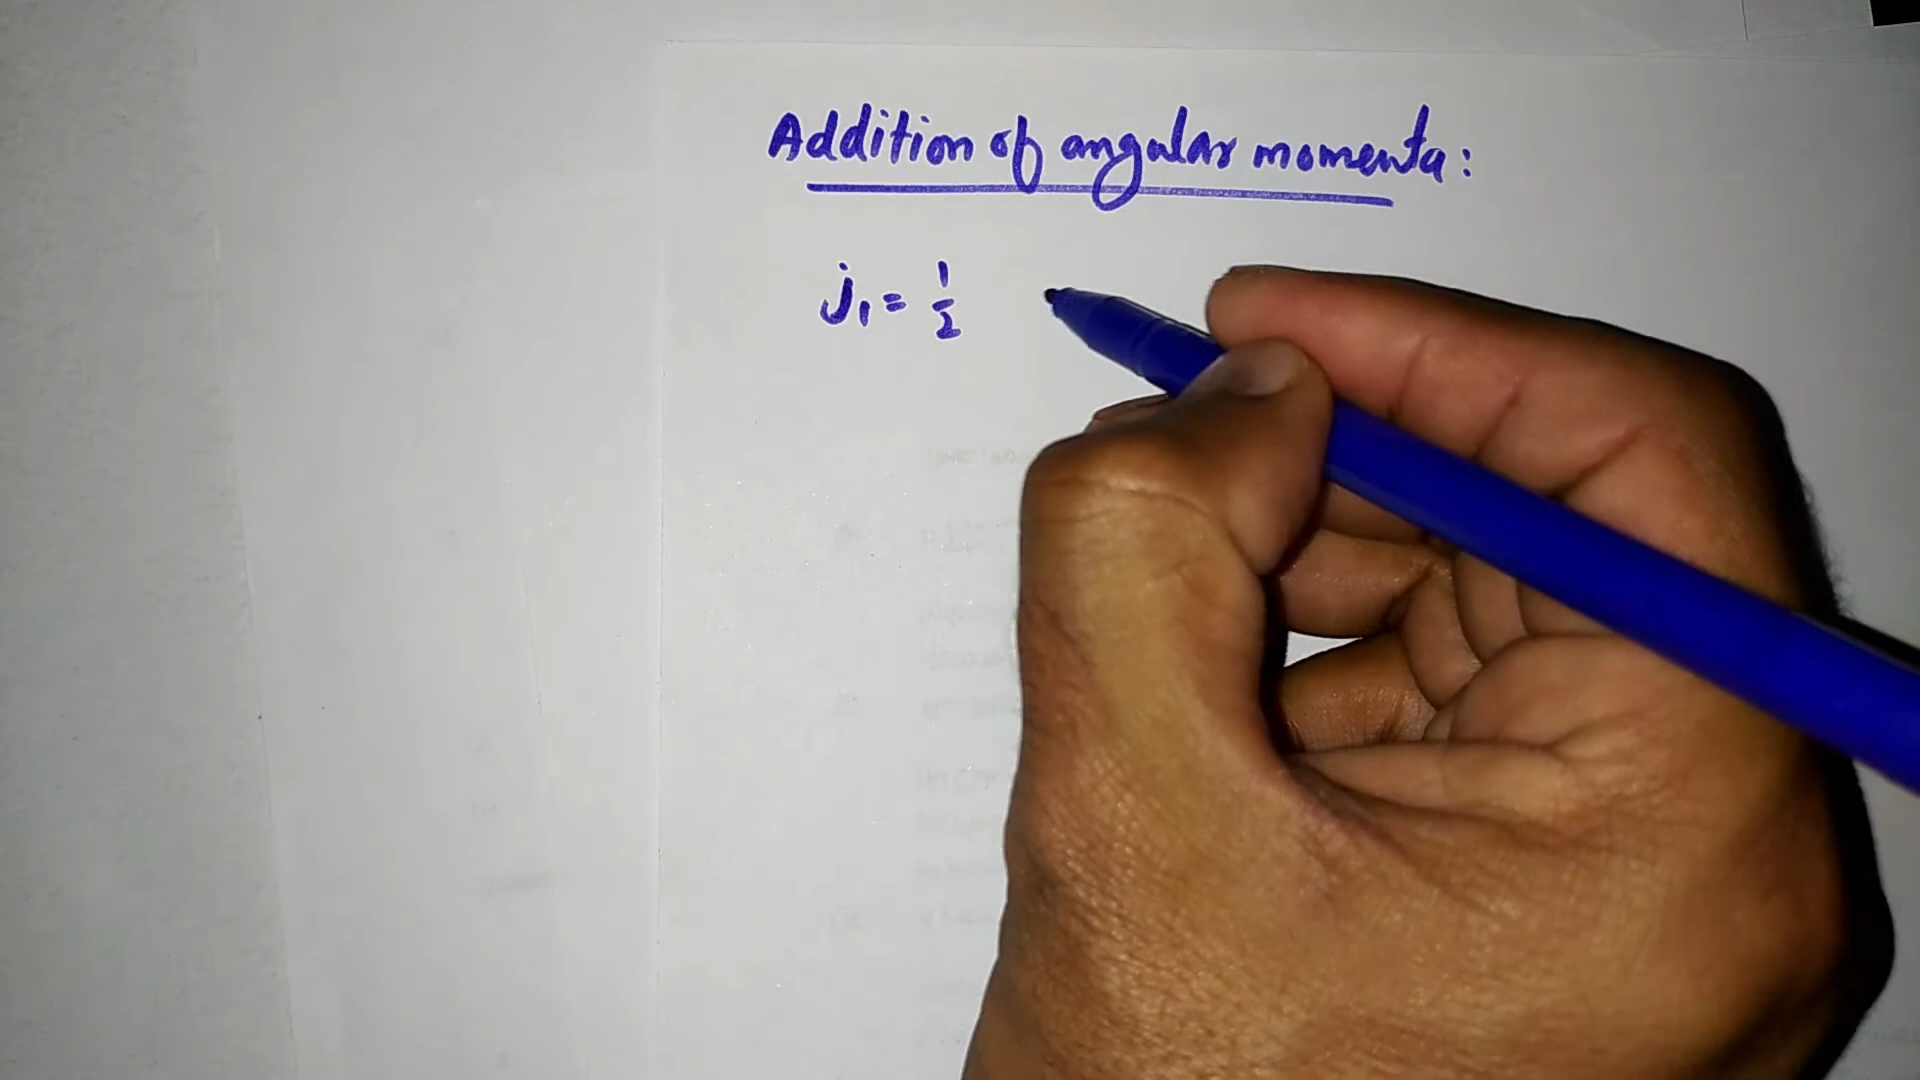 Addition of angular momenta:
j₁ = 1/2